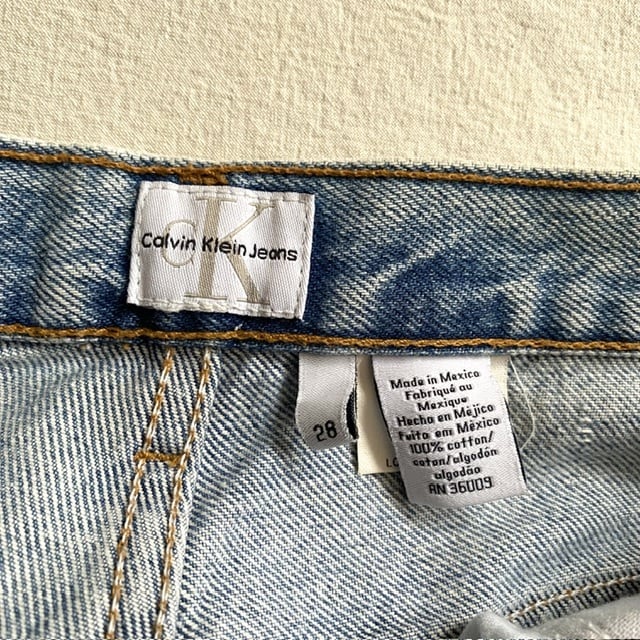 CK
Calvin Klein Jeans
28
Made in Mexico
Fabriqué au
Mexique
Hecho en Méjico
Feito em México
100% cotton/
coton/algodón
algodão
RN 36009